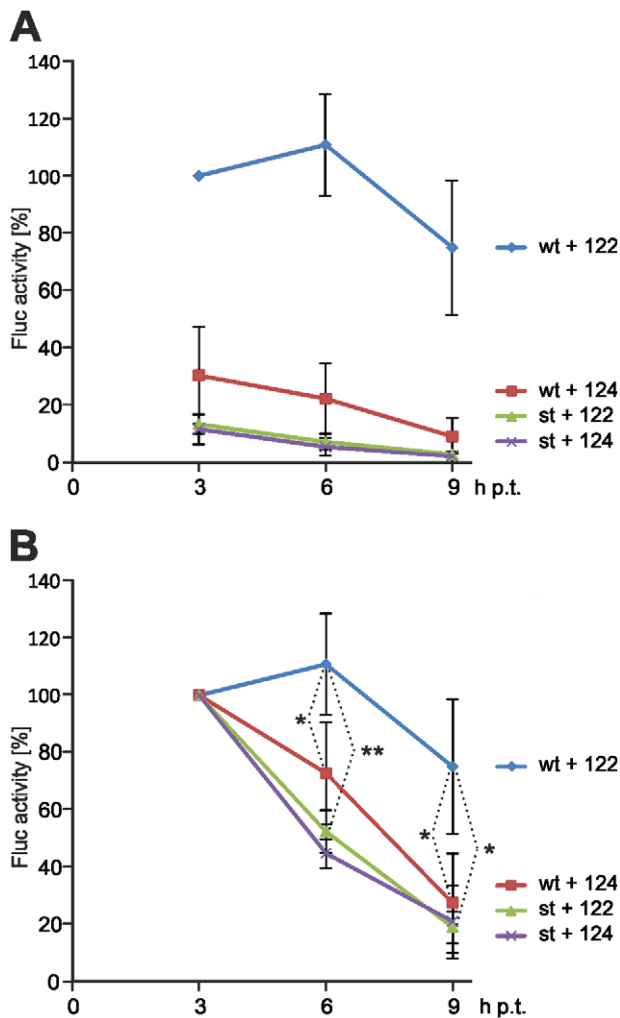 A
140
120
100
80
60
40
20
0
Fluc activity [%]
0 3 6 9 h p.t.
wt + 122
wt + 124
st + 122
st + 124
B
140
120
100
80
60
40
20
0
Fluc activity [%]
0 3 6 9 h p.t.
* **
* *
wt + 122
wt + 124
st + 122
st + 124